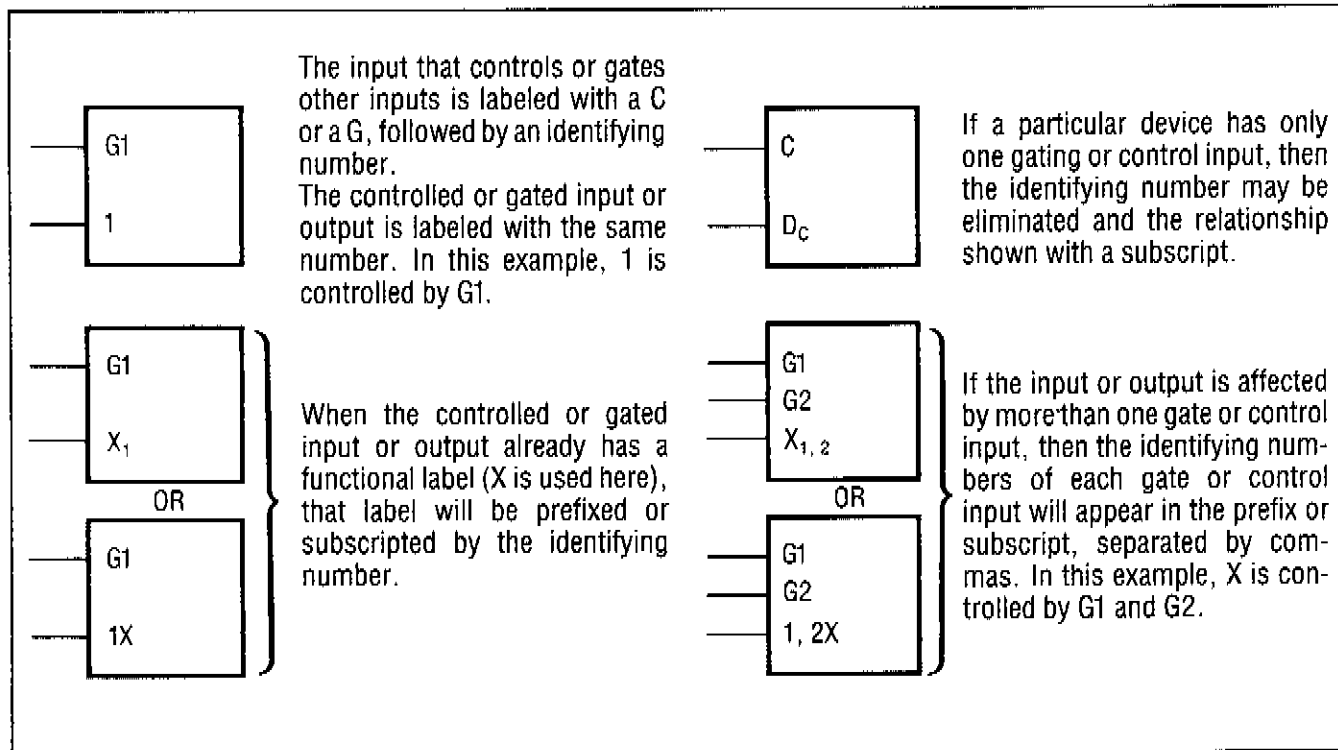 G1
1
The input that controls or gates
other inputs is labeled with a C
or a G, followed by an identifying
number.
The controlled or gated input or
output is labeled with the same
number. In this example, 1 is
controlled by G1.
G1
X₁
OR
G1
1X
When the controlled or gated
input or output already has a
functional label (X is used here),
that label will be prefixed or
subscripted by the identifying
number.
C
D_C
If a particular device has only
one gating or control input, then
the identifying number may be
eliminated and the relationship
shown with a subscript.
G1
G2
X₁, ₂
OR
G1
G2
1, 2X
If the input or output is affected
by more than one gate or control
input, then the identifying num-
bers of each gate or control
input will appear in the prefix or
subscript, separated by com-
mas. In this example, X is con-
trolled by G1 and G2.